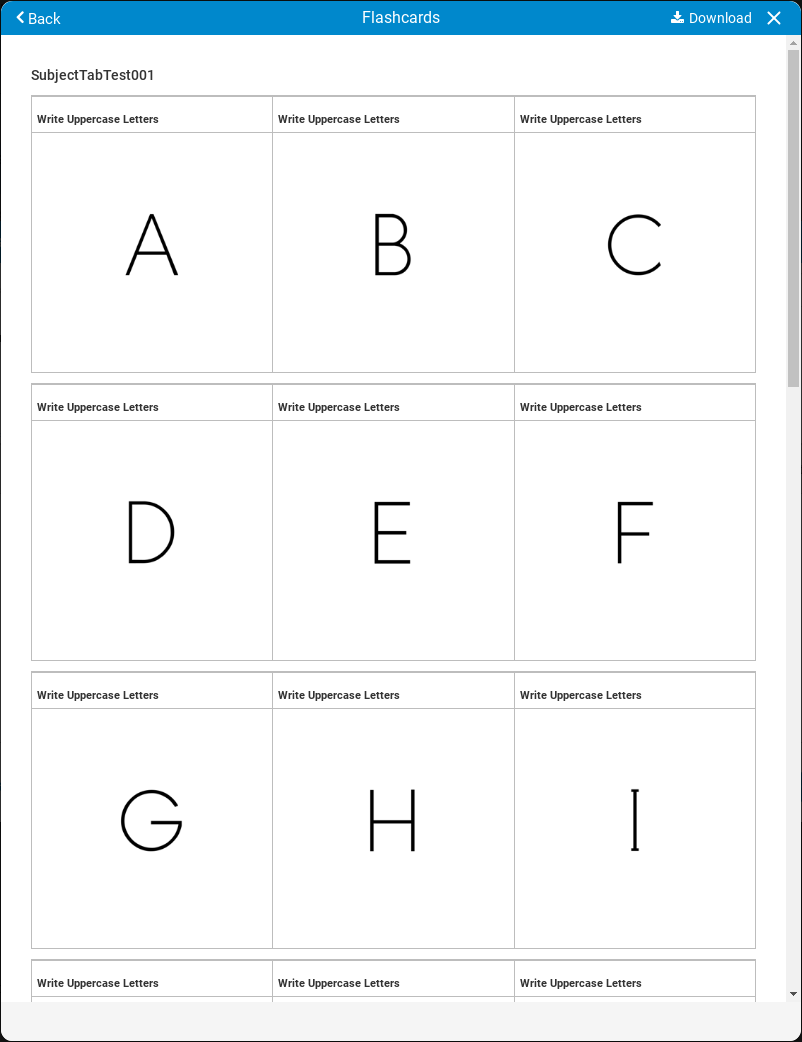 Back Flashcards Download
SubjectTabTest001
Write Uppercase Letters Write Uppercase Letters Write Uppercase Letters
A B C
Write Uppercase Letters Write Uppercase Letters Write Uppercase Letters
D E F
Write Uppercase Letters Write Uppercase Letters Write Uppercase Letters
G H I
Write Uppercase Letters Write Uppercase Letters Write Uppercase Letters